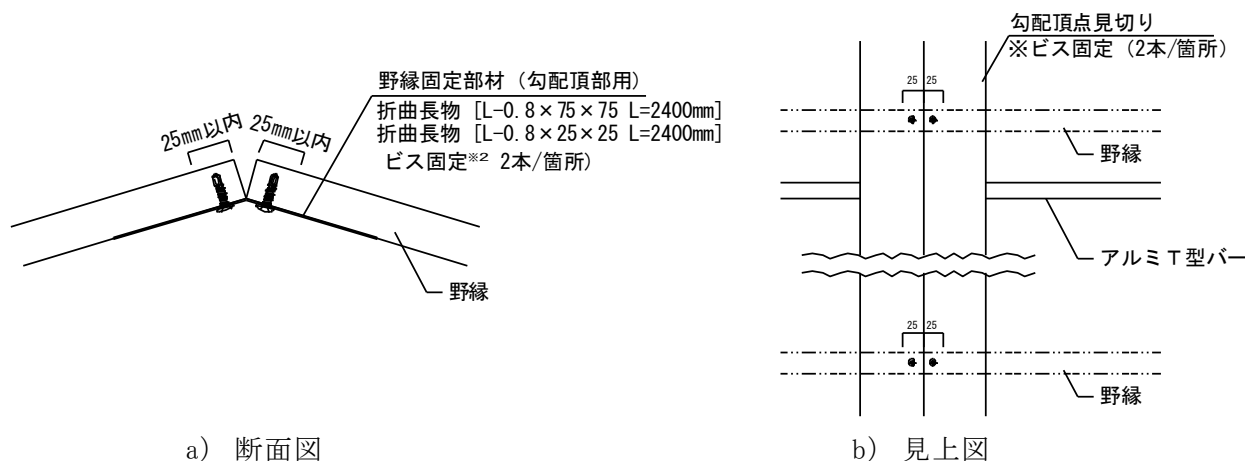 野縁固定部材（勾配頂部用）
折曲長物 [L-0.8×75×75 L=2400mm]
折曲長物 [L-0.8×25×25 L=2400mm]
ビス固定※2 2本/箇所）
25mm以内
25mm以内
野縁
a) 断面図
勾配頂点見切り
※ビス固定（2本/箇所）
25 25
野縁
アルミT型バー
25 25
野縁
b) 見上図